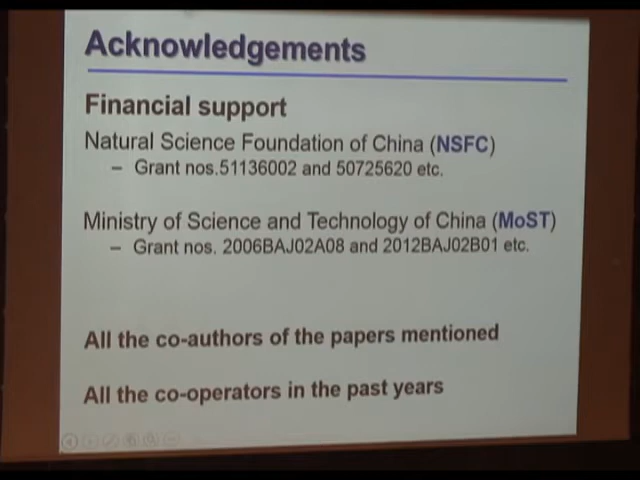 Acknowledgements
Financial support
Natural Science Foundation of China (NSFC)
– Grant nos.51136002 and 50725620 etc.
Ministry of Science and Technology of China (MoST)
– Grant nos. 2006BAJ02A08 and 2012BAJ02B01 etc.
All the co-authors of the papers mentioned
All the co-operators in the past years